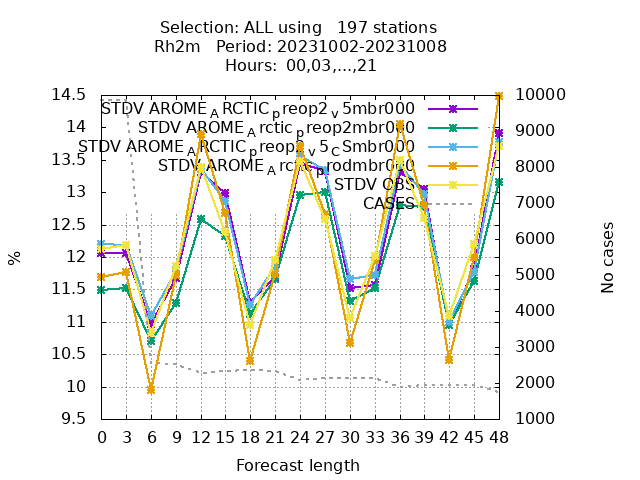 Selection: ALL using 197 stations
Rh2m Period: 20231002-20231008
Hours: 00,03,...,21
STDV AROME_ARCTIC_preop2_v5mbr000
STDV AROME_Arctic_preop2mbr000
STDV AROME_ARCTIC_preop2_v5_CSmbr000
STDV AROME_Arctic_prodmbr000
STDV OBS
CASES
14.5
14
13.5
13
12.5
12
11.5
11
10.5
10
9.5
10000
9000
8000
7000
6000
5000
4000
3000
2000
1000
%
No cases
0 3 6 9 12 15 18 21 24 27 30 33 36 39 42 45 48
Forecast length